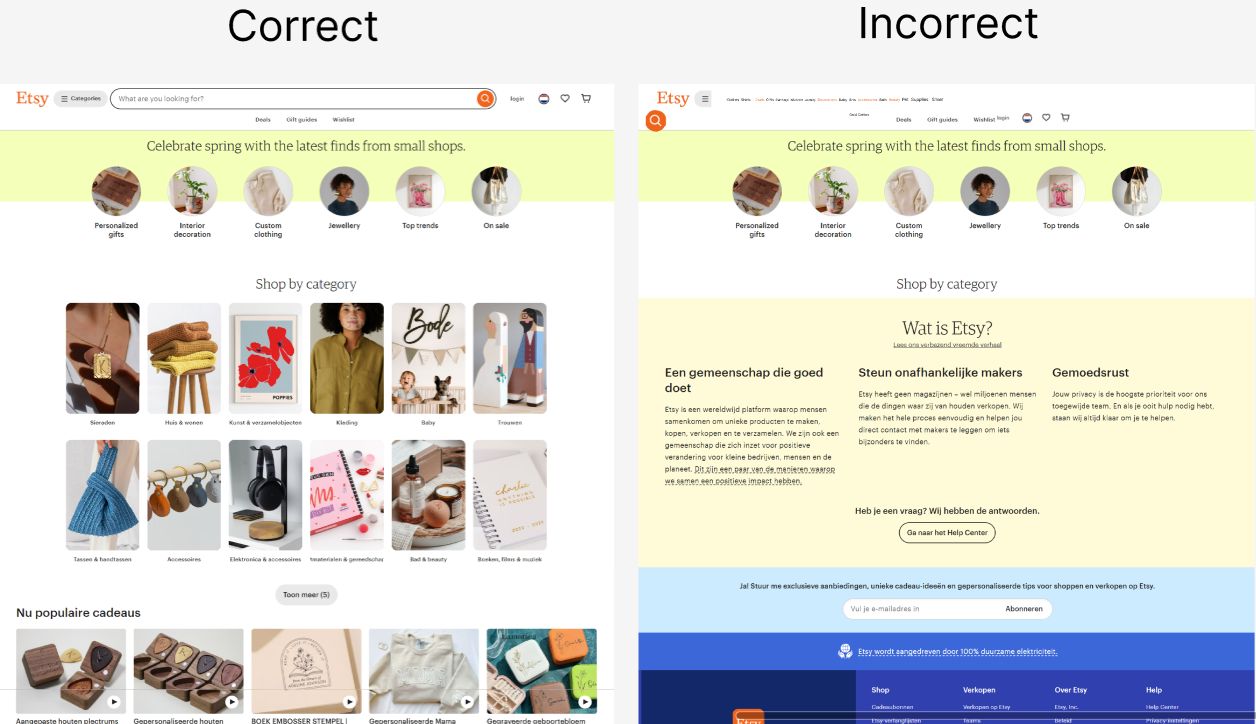 Correct
Incorrect
Etsy
Categories
What are you looking for?
login
Deals
Gift guides
Wishlist
Celebrate spring with the latest finds from small shops.
Personalized
gifts
Interior
decoration
Custom
clothing
Jewellery
Top trends
On sale
Shop by category
Bode
POPPIES
charlie
ANYTHING
IS POSSIBLE
Sieraden
Huis & wonen
Kunst & verzamelobjecten
Kleding
Baby
Trouwen
Tassen & handtassen
Accessoires
Elektronica & accessoires
tmaterialen & gereedschap
Bad & beauty
Boeken, films & muziek
Toon meer (5)
Nu populaire cadeaus
Aangepaste houten plectrums
Gepersonaliseerde houten
BOEK EMBOSSER STEMPEL |
Gepersonaliseerde Mama
Gegraveerde geboortebloem
Etsy
Pet Supplies
Deals
Gift guides
Wishlist
login
Celebrate spring with the latest finds from small shops.
Personalized
gifts
Interior
decoration
Custom
clothing
Jewellery
Top trends
On sale
Shop by category
Wat is Etsy?
Lees ons verbazend vreemde verhaal
Een gemeenschap die goed
doet
Etsy is een wereldwijd platform waarop mensen
samenkomen om unieke producten te maken,
kopen, verkopen en te verzamelen. We zijn ook een
gemeenschap die zich inzet voor positieve
verandering voor kleine bedrijven, mensen en de
planeet. Dit zijn een paar van de manieren waarop
we samen een positieve impact hebben.
Steun onafhankelijke makers
Etsy heeft geen magazijnen – wel miljoenen mensen
die de dingen waar zij van houden verkopen. Wij
maken het hele proces eenvoudig en helpen jou
direct contact met makers te leggen om iets
bijzonders te vinden.
Gemoedsrust
Jouw privacy is de hoogste prioriteit voor ons
toegewijde team. En als je ooit hulp nodig hebt,
staan wij altijd klaar om je te helpen.
Heb je een vraag? Wij hebben de antwoorden.
Ga naar het Help Center
Ja! Stuur me exclusieve aanbiedingen, unieke cadeau-ideeën en gepersonaliseerde tips voor shoppen en verkopen op Etsy.
Vul je e-mailadres in
Abonneren
Etsy wordt aangedreven door 100% duurzame elektriciteit.
Etsy
Shop
Cadeaubonnen
Etsy-verlanglijsten
Verkopen
Verkopen op Etsy
Teams
Over Etsy
Etsy, Inc.
Beleid
Help
Help Center
Privacy-instellingen